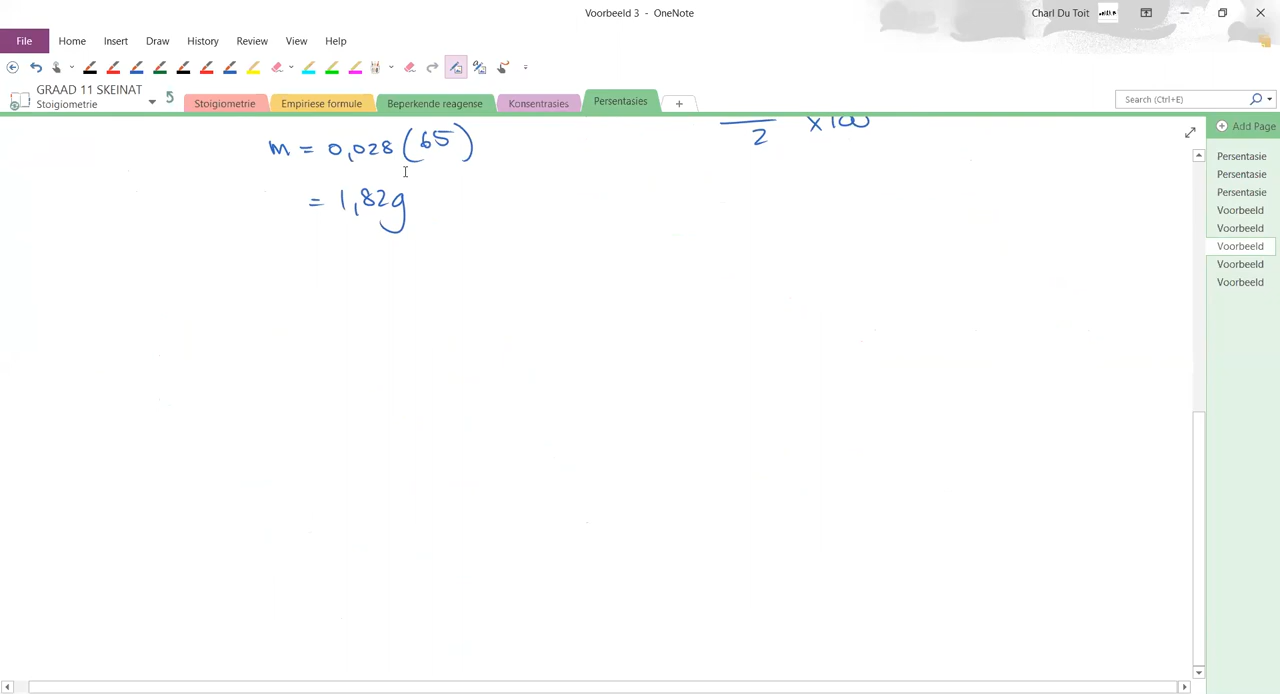 Voorbeeld 3 - OneNote
Charl Du Toit
File Home Insert Draw History Review View Help
GRAAD 11 SKEINAT
Stoigiometrie
Stoigiometrie Empiriese formule Beperkende reagense Konsentrasies Persentasies +
Search (Ctrl+E)
Add Page
Persentasie
Persentasie
Persentasie
Voorbeeld
Voorbeeld
Voorbeeld
Voorbeeld
Voorbeeld
m = 0,028 (65)
= 1,82g
2 x100